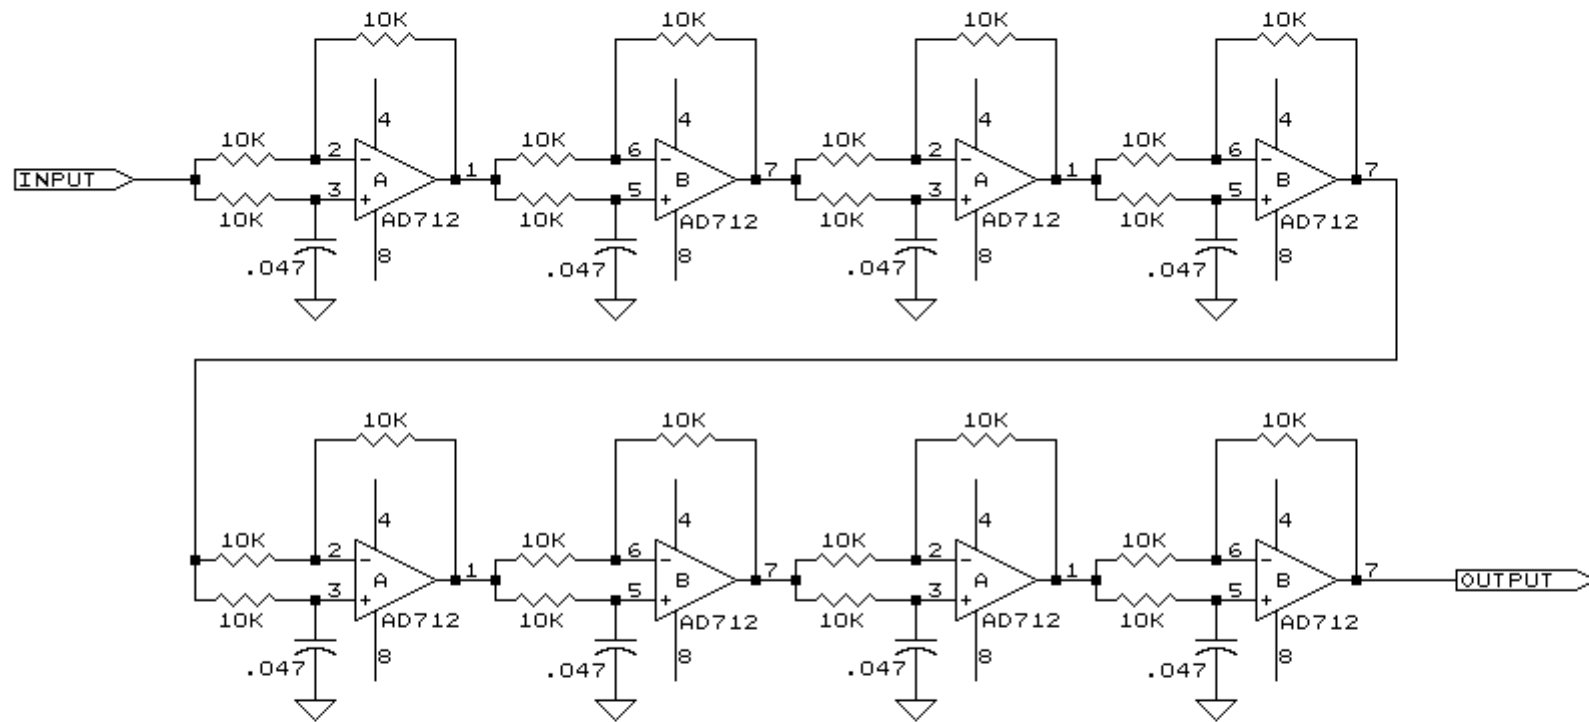 10K 10K 10K 10K
4 4 4 4
10K 2 - 10K 6 - 10K 2 - 10K 6 -
INPUT A 1 B 7 A 1 B 7
10K 3 + 10K 5 + 10K 3 + 10K 5 +
AD712 AD712 AD712 AD712
.047 8 .047 8 .047 8 .047 8
10K 10K 10K 10K
4 4 4 4
10K 2 - 10K 6 - 10K 2 - 10K 6 -
A 1 B 7 A 1 B 7 OUTPUT
10K 3 + 10K 5 + 10K 3 + 10K 5 +
AD712 AD712 AD712 AD712
.047 8 .047 8 .047 8 .047 8